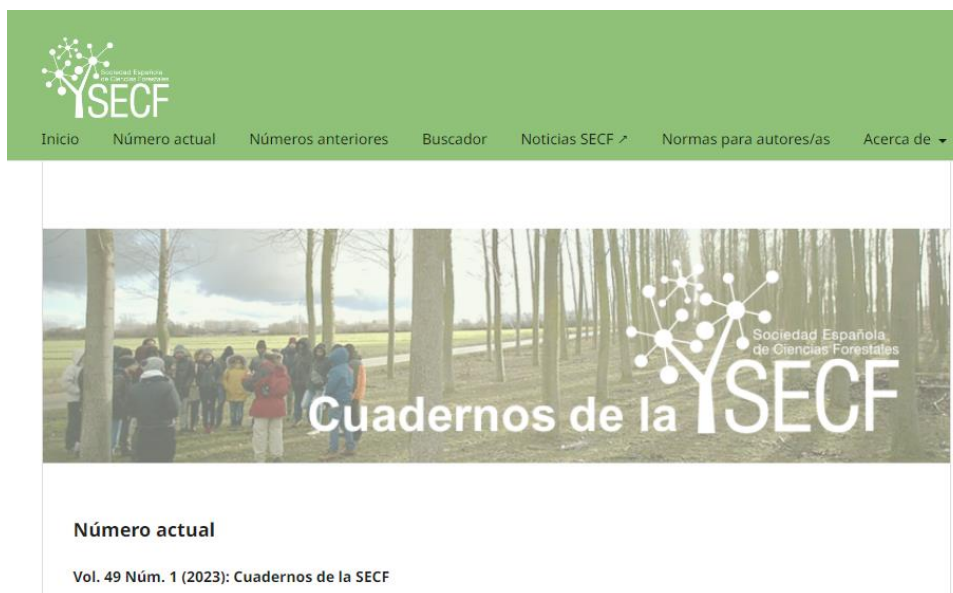 Sociedad Española
de Ciencias Forestales
SECF
Inicio Número actual Números anteriores Buscador Noticias SECF ↗ Normas para autores/as Acerca de
Sociedad Española
de Ciencias Forestales
Cuadernos de la SECF
Número actual
Vol. 49 Núm. 1 (2023): Cuadernos de la SECF